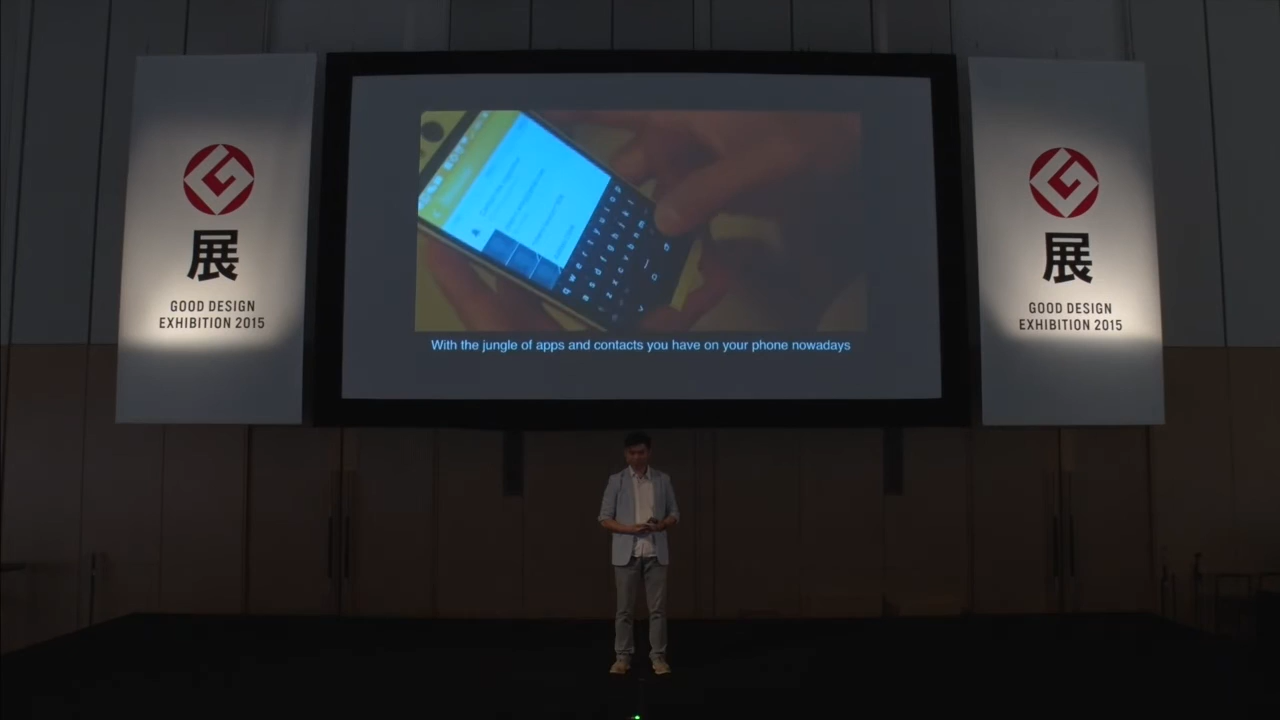 展
GOOD DESIGN
EXHIBITION 2015
With the jungle of apps and contacts you have on your phone nowadays
展
GOOD DESIGN
EXHIBITION 2015